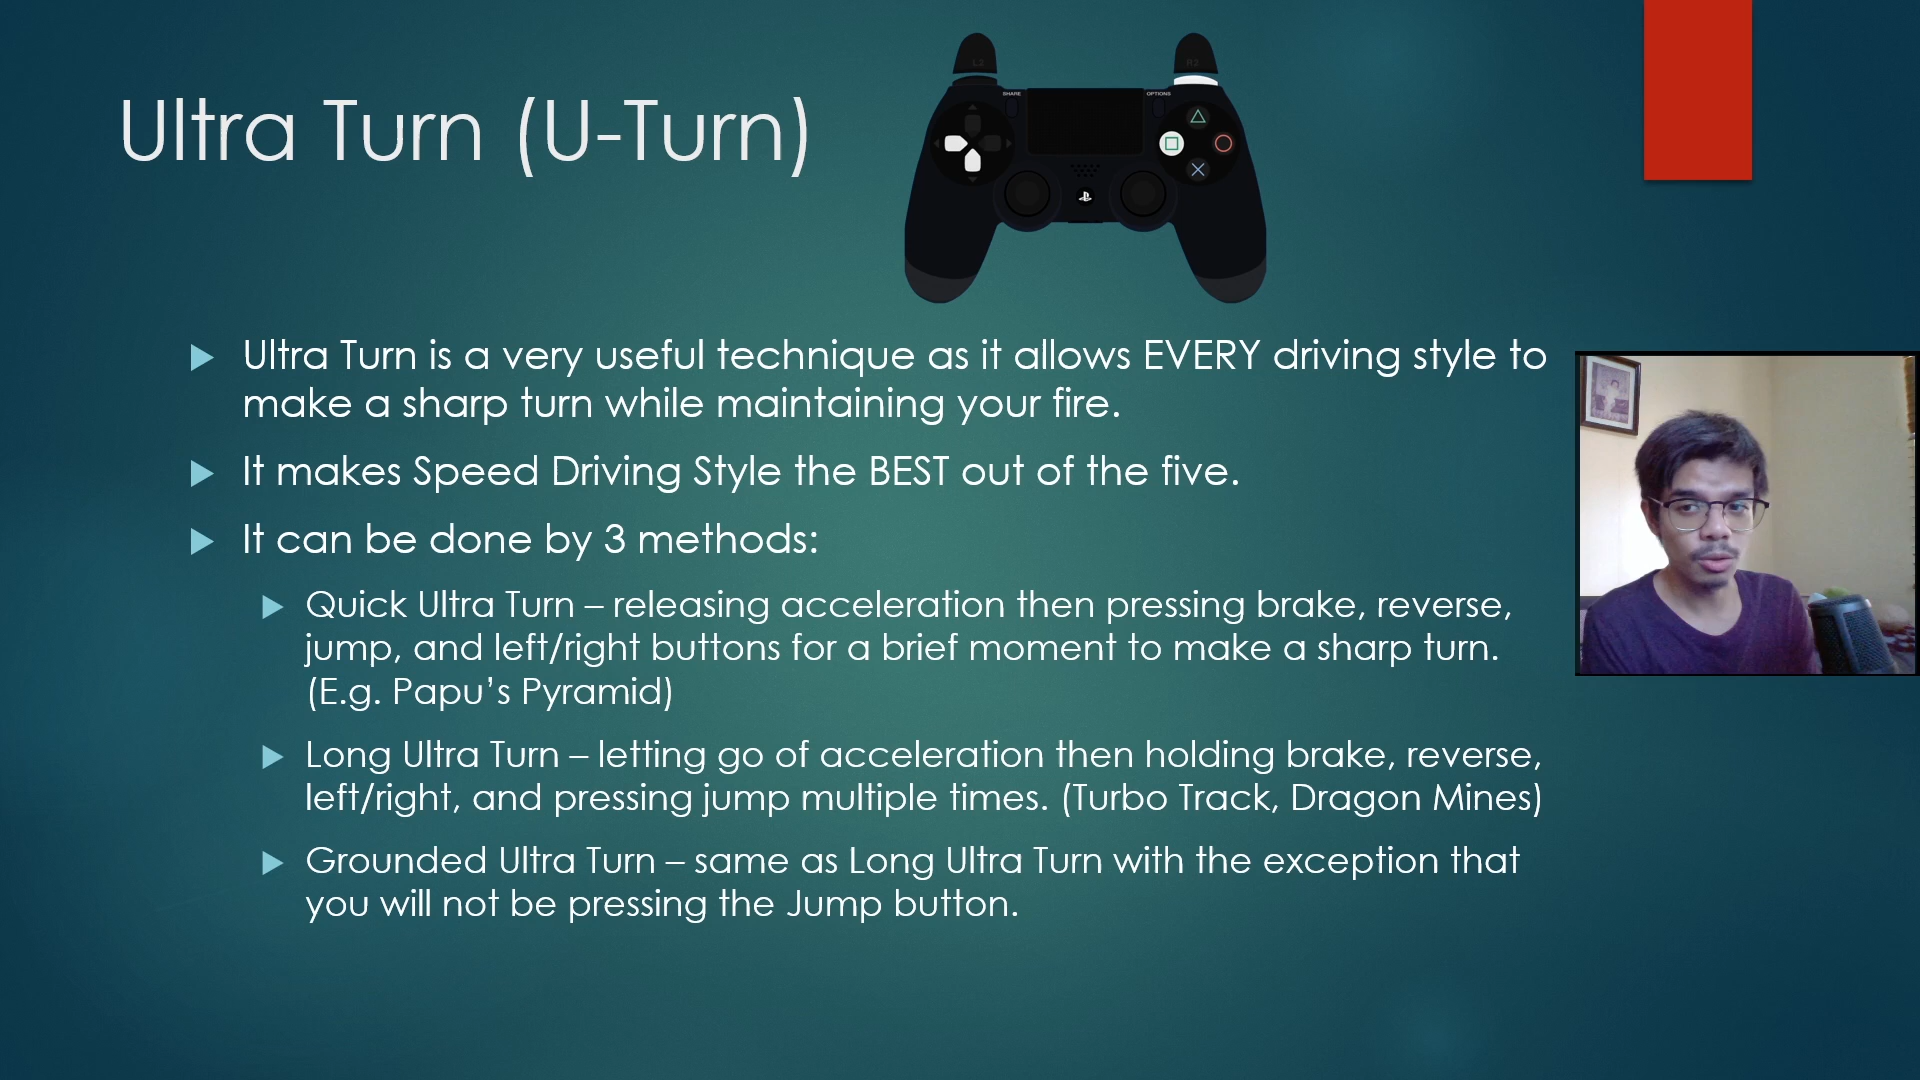 Ultra Turn (U-Turn)
L2
R2
SHARE
OPTIONS
Ultra Turn is a very useful technique as it allows EVERY driving style to
make a sharp turn while maintaining your fire.
It makes Speed Driving Style the BEST out of the five.
It can be done by 3 methods:
Quick Ultra Turn – releasing acceleration then pressing brake, reverse,
jump, and left/right buttons for a brief moment to make a sharp turn.
(E.g. Papu’s Pyramid)
Long Ultra Turn – letting go of acceleration then holding brake, reverse,
left/right, and pressing jump multiple times. (Turbo Track, Dragon Mines)
Grounded Ultra Turn – same as Long Ultra Turn with the exception that
you will not be pressing the Jump button.